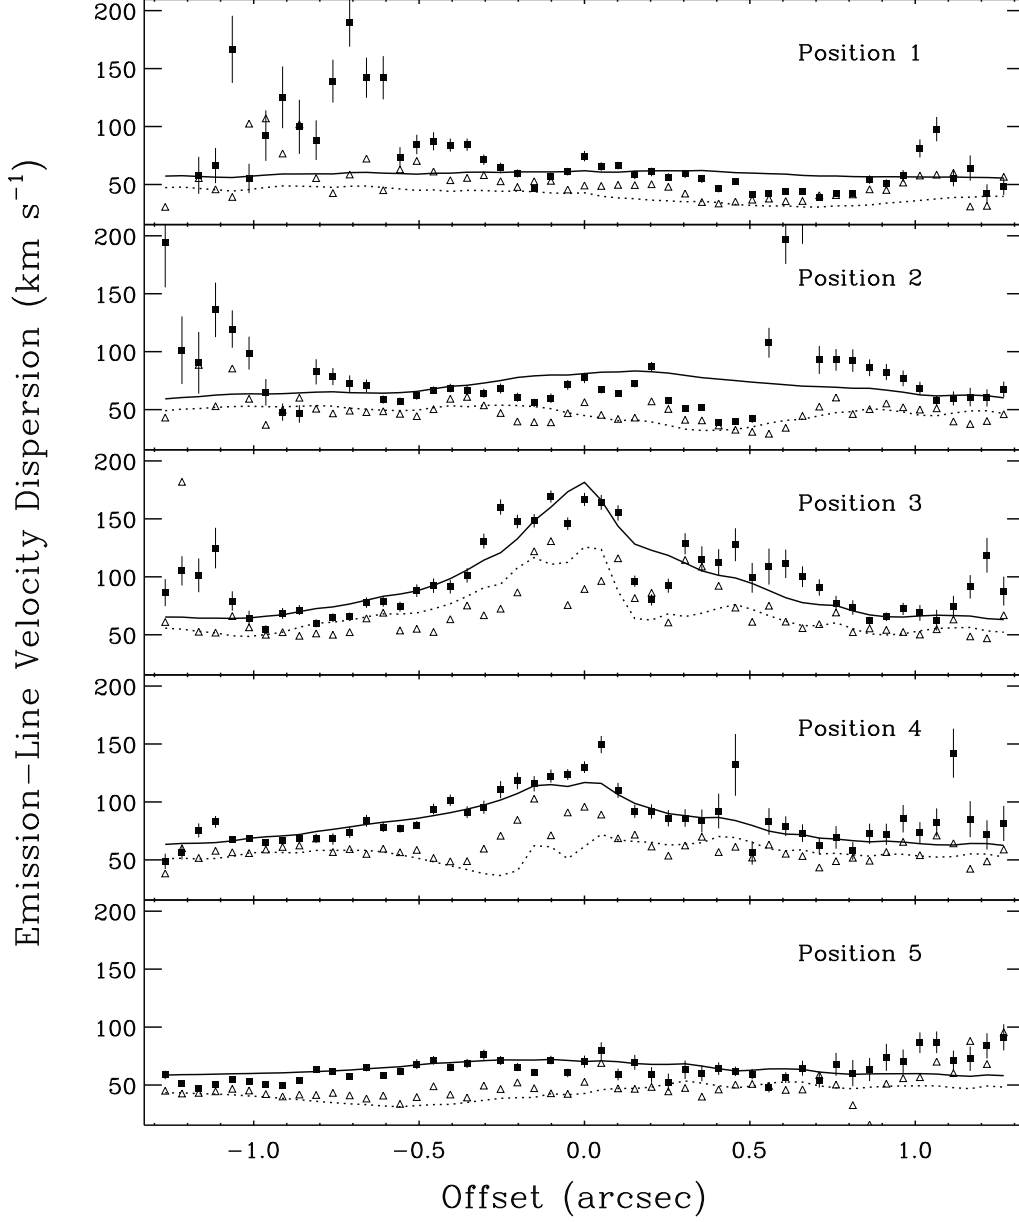 200
150
100
50
Position 1
200
150
100
50
Position 2
200
150
100
50
Position 3
200
150
100
50
Position 4
200
150
100
50
Position 5
−1.0 −0.5 0.0 0.5 1.0
Offset (arcsec)
Emission−Line Velocity Dispersion (km s⁻¹)